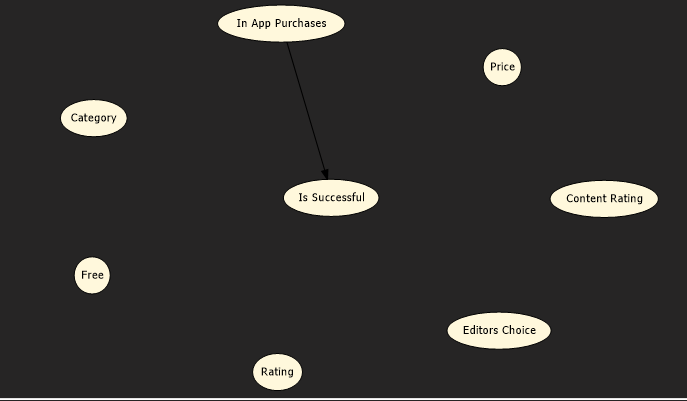 In App Purchases
Price
Category
Is Successful
Content Rating
Free
Editors Choice
Rating